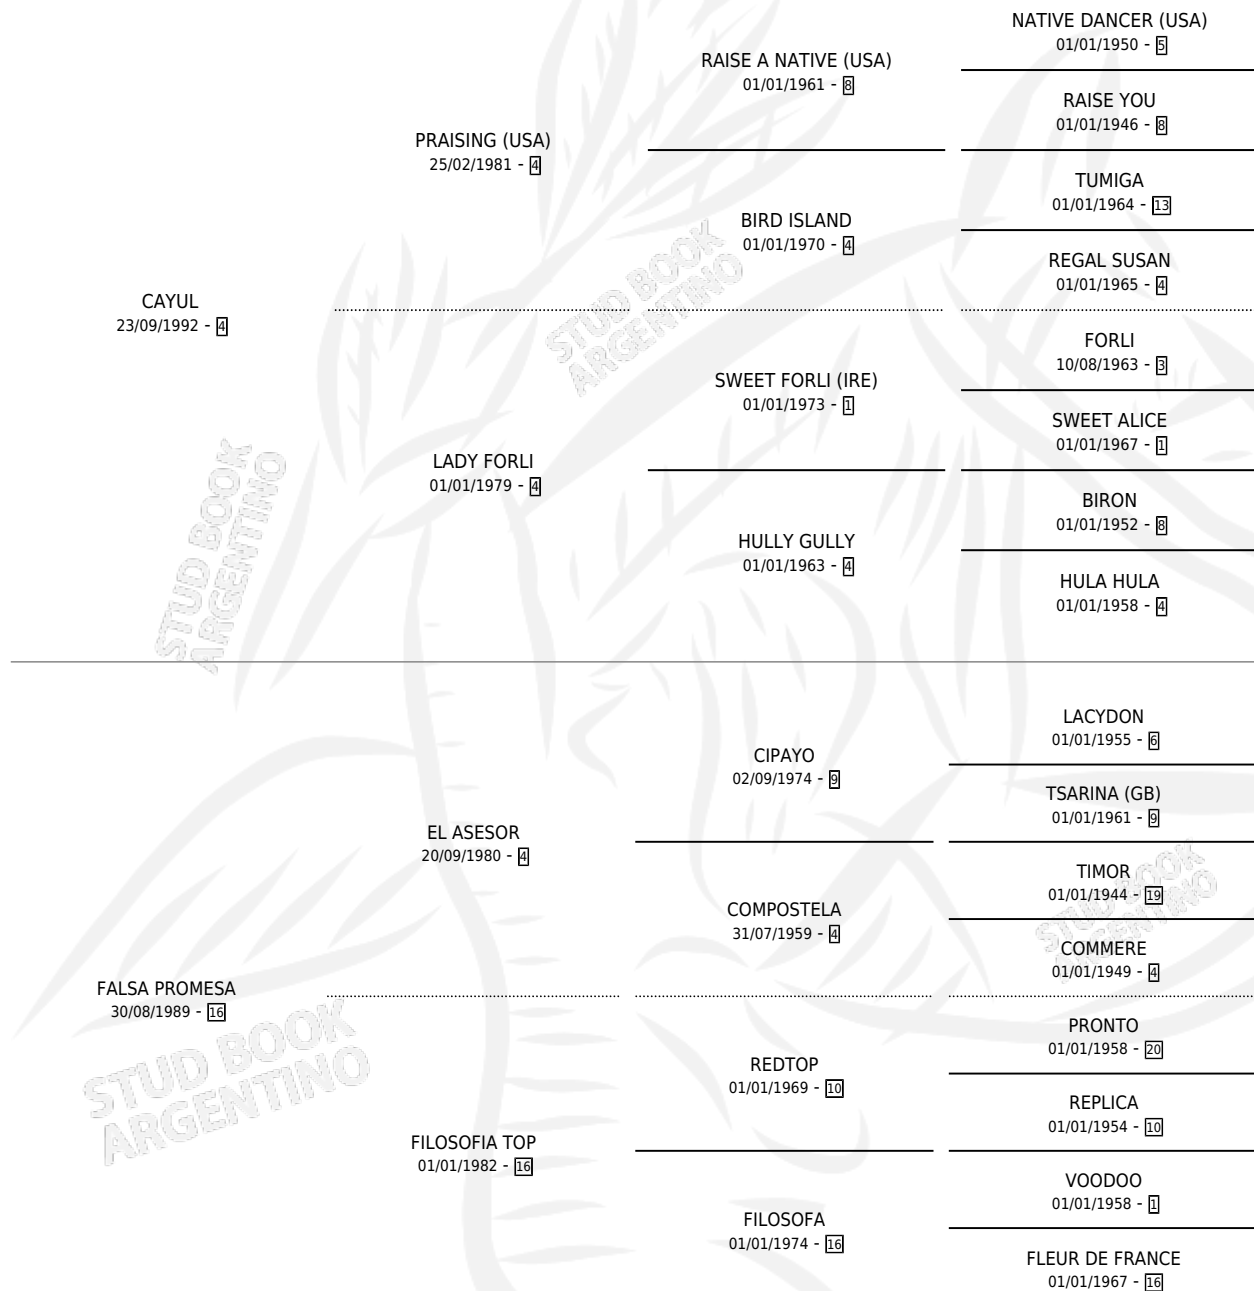 NATIVE DANCER (USA)
01/01/1950 - 5
RAISE A NATIVE (USA)
01/01/1961 - 8
RAISE YOU
01/01/1946 - 8
PRAISING (USA)
25/02/1981 - 4
TUMIGA
01/01/1964 - 13
BIRD ISLAND
01/01/1970 - 4
REGAL SUSAN
01/01/1965 - 4
CAYUL
23/09/1992 - 4
FORLI
10/08/1963 - 3
SWEET FORLI (IRE)
01/01/1973 - 1
SWEET ALICE
01/01/1967 - 1
LADY FORLI
01/01/1979 - 4
BIRON
01/01/1952 - 8
HULLY GULLY
01/01/1963 - 4
HULA HULA
01/01/1958 - 4
LACYDON
01/01/1955 - 6
CIPAYO
02/09/1974 - 9
TSARINA (GB)
01/01/1961 - 9
EL ASESOR
20/09/1980 - 4
TIMOR
01/01/1944 - 19
COMPOSTELA
31/07/1959 - 4
COMMERE
01/01/1949 - 4
FALSA PROMESA
30/08/1989 - 16
PRONTO
01/01/1958 - 20
REDTOP
01/01/1969 - 10
REPLICA
01/01/1954 - 10
FILOSOFIA TOP
01/01/1982 - 16
VOODOO
01/01/1958 - 1
FILOSOFA
01/01/1974 - 16
FLEUR DE FRANCE
01/01/1967 - 16
STUD BOOK
ARGENTINO
STUD BOOK
ARGENTINO
STUD BOOK
ARGENTINO
STUD BOOK
ARGENTINO